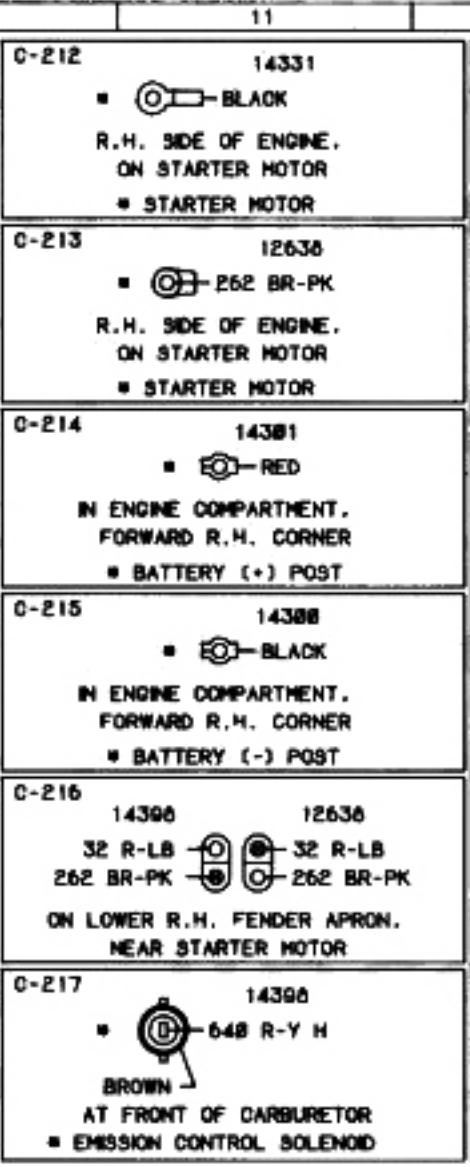 11
C-212
14331
BLACK
R.H. SIDE OF ENGINE,
ON STARTER MOTOR
* STARTER MOTOR
C-213
12638
262 BR-PK
R.H. SIDE OF ENGINE,
ON STARTER MOTOR
* STARTER MOTOR
C-214
14301
RED
IN ENGINE COMPARTMENT,
FORWARD R.H. CORNER
* BATTERY (+) POST
C-215
14300
BLACK
IN ENGINE COMPARTMENT,
FORWARD R.H. CORNER
* BATTERY (-) POST
C-216
14398 12638
32 R-LB 32 R-LB
262 BR-PK 262 BR-PK
ON LOWER R.H. FENDER APRON,
NEAR STARTER MOTOR
C-217
14398
640 R-Y H
BROWN
AT FRONT OF CARBURETOR
* EMISSION CONTROL SOLENOID